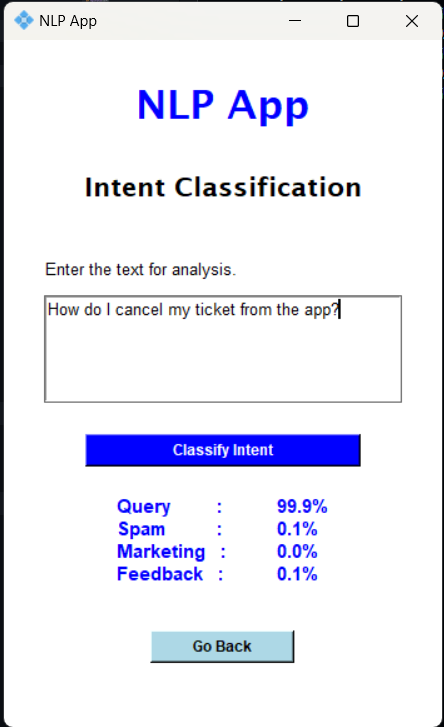 NLP App
NLP App
Intent Classification
Enter the text for analysis.
How do I cancel my ticket from the app?
Classify Intent
Query : 99.9%
Spam : 0.1%
Marketing : 0.0%
Feedback : 0.1%
Go Back